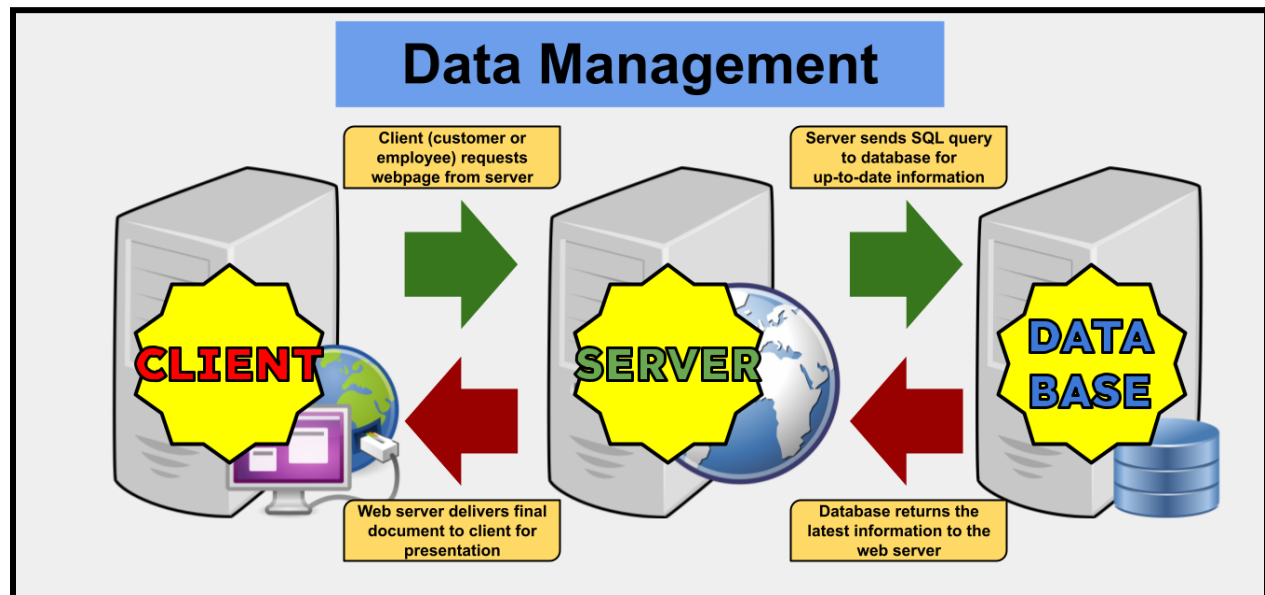 Data Management
Client (customer or
employee) requests
webpage from server
Server sends SQL query
to database for
up-to-date information
CLIENT
SERVER
DATA
BASE
Web server delivers final
document to client for
presentation
Database returns the
latest information to the
web server